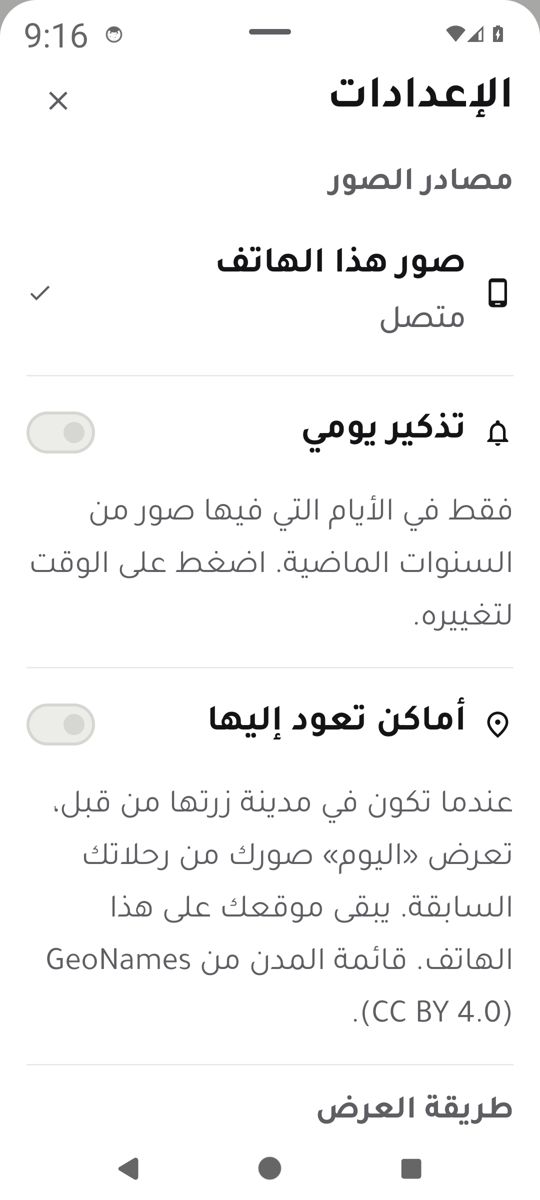 9:16
الإعدادات
مصادر الصور
صور هذا الهاتف
متصل
تذكير يومي
فقط في الأيام التي فيها صور من
السنوات الماضية. اضغط على الوقت
لتغييره.
أماكن تعود إليها
عندما تكون في مدينة زرتها من قبل،
تعرض «اليوم» صورك من رحلاتك
السابقة. يبقى موقعك على هذا
الهاتف. قائمة المدن من GeoNames
(CC BY 4.0).
طريقة العرض